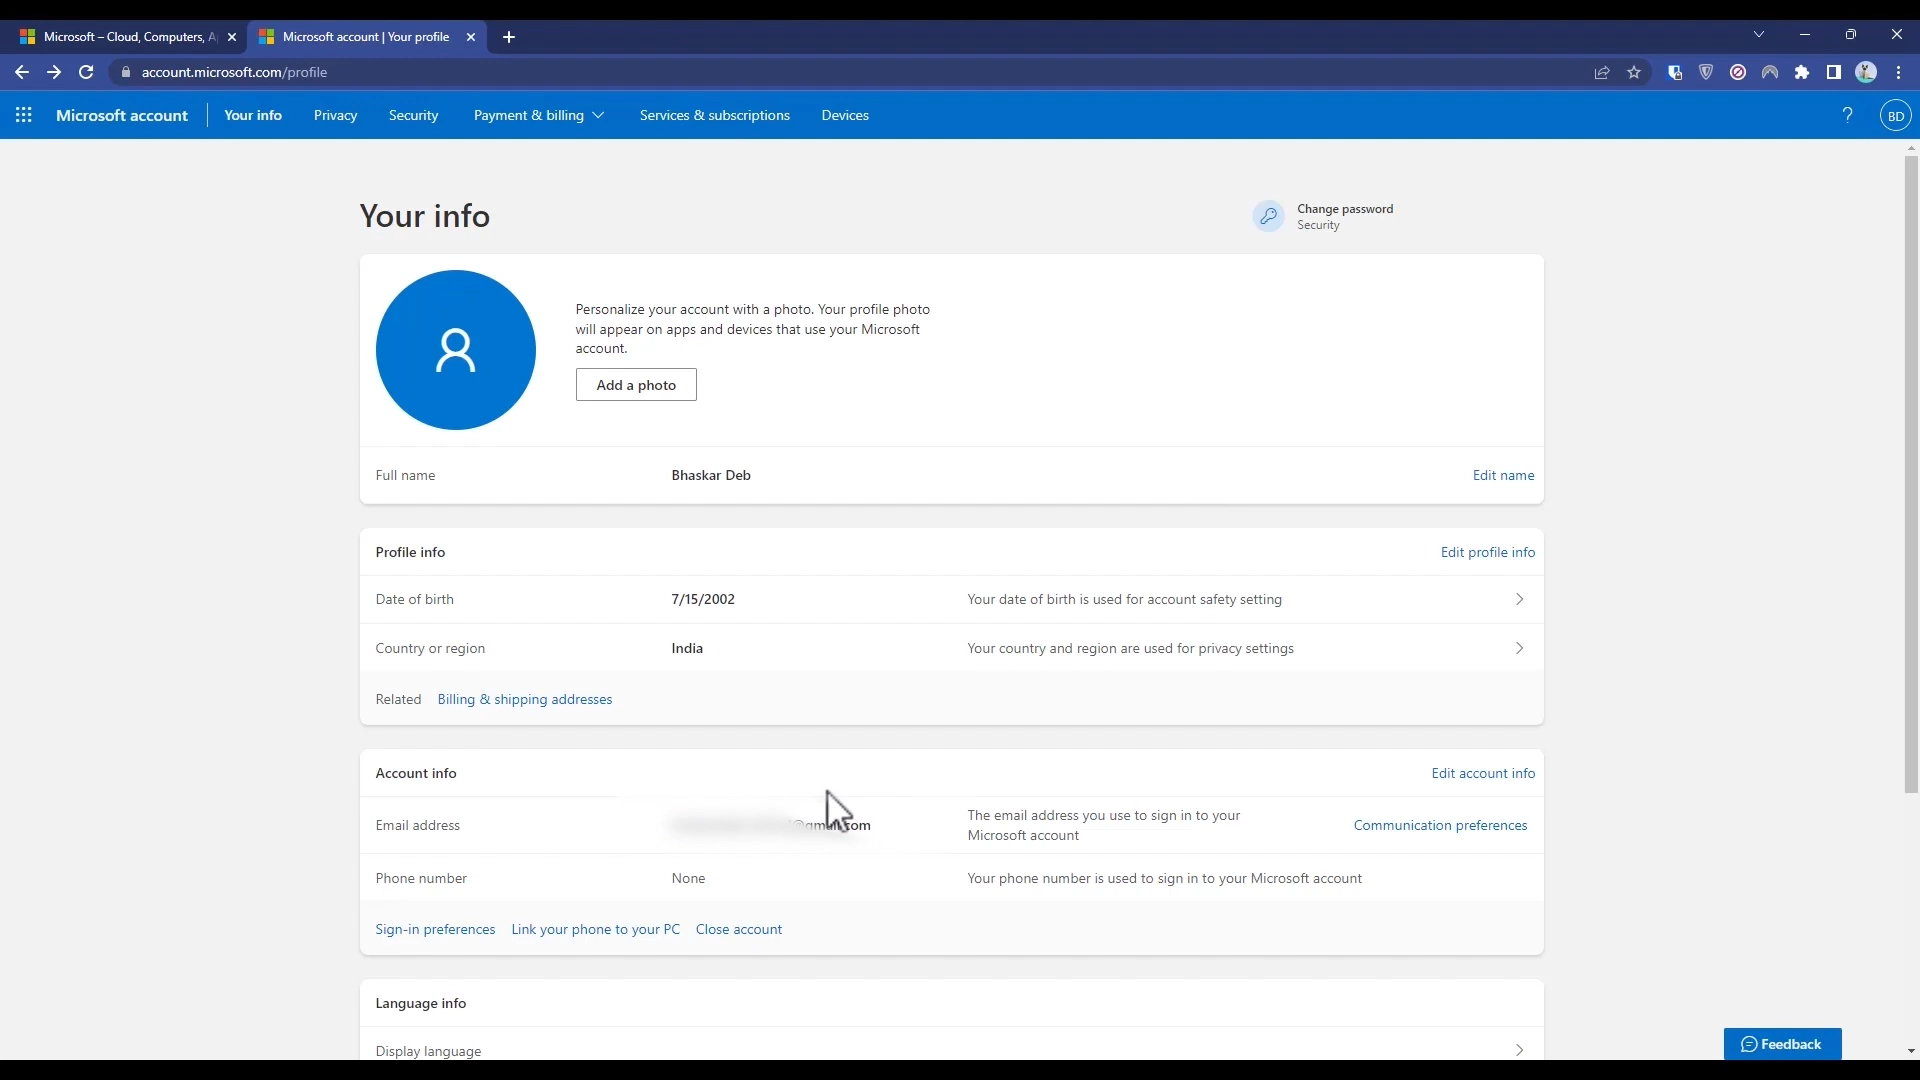 Microsoft – Cloud, Computers, A
Microsoft account | Your profile
account.microsoft.com/profile
Microsoft account
Your info
Privacy
Security
Payment & billing
Services & subscriptions
Devices
?
BD
Your info
Change password
Security
Personalize your account with a photo. Your profile photo
will appear on apps and devices that use your Microsoft
account.
Add a photo
Full name
Bhaskar Deb
Edit name
Profile info
Edit profile info
Date of birth
7/15/2002
Your date of birth is used for account safety setting
Country or region
India
Your country and region are used for privacy settings
Related
Billing & shipping addresses
Account info
Edit account info
Email address
The email address you use to sign in to your
Microsoft account
Communication preferences
Phone number
None
Your phone number is used to sign in to your Microsoft account
Sign-in preferences
Link your phone to your PC
Close account
Language info
Display language
Feedback